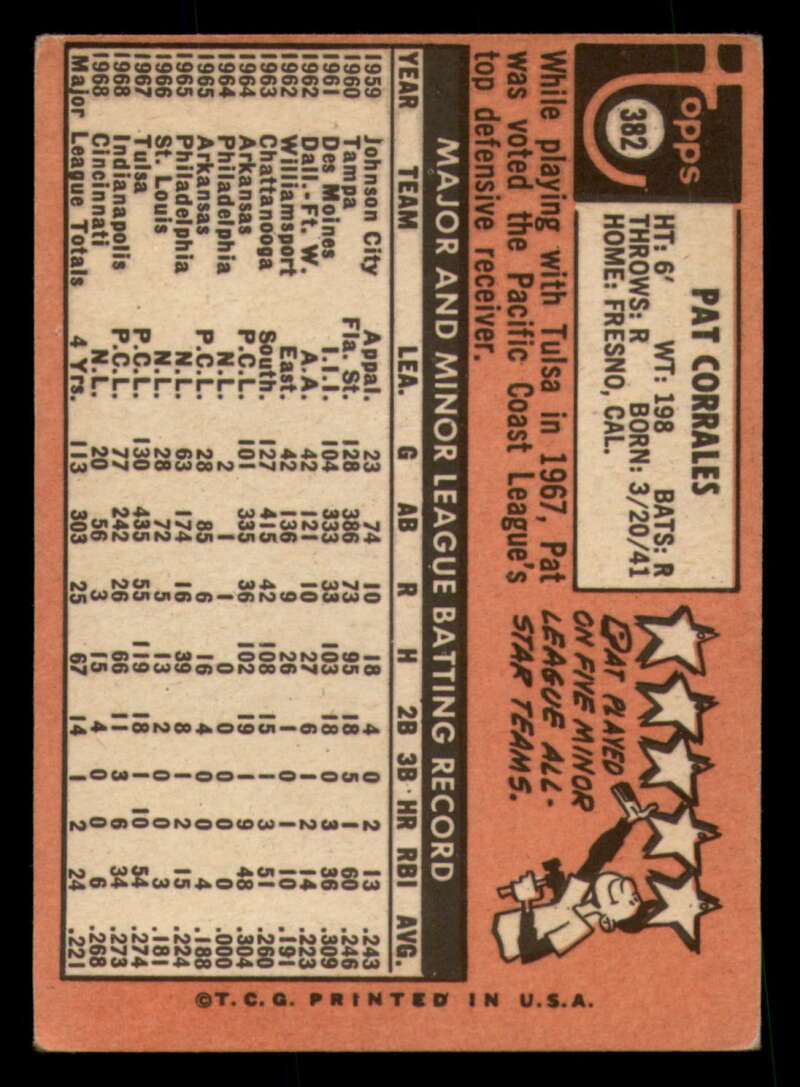 Topps
382
PAT CORRALES
HT: 6' WT: 198 BATS: R
THROWS: R BORN: 3/20/41
HOME: FRESNO, CAL.
While playing with Tulsa in 1967, Pat
was voted the Pacific Coast League's
top defensive receiver.
PAT PLAYED
ON FIVE MINOR
LEAGUE ALL-
STAR TEAMS.
MAJOR AND MINOR LEAGUE BATTING RECORD
YEAR TEAM LEA. G AB R H 2B 3B HR RBI AVG.
1959 Johnson City Appal. 23 74 10 18 4 0 2 13 .243
1960 Tampa Fla. St. 128 386 73 95 18 5 1 60 .246
1961 Des Moines I.I.I. 104 333 33 103 18 0 3 36 .309
1962 Dall.-Ft. W. A.A. 42 121 10 27 6 1 2 14 .223
1962 Williamsport East. 42 136 9 26 1 0 1 10 .191
1963 Chattanooga South. 127 415 42 108 15 1 3 51 .260
1964 Arkansas P.C.L. 101 335 36 102 19 1 9 48 .304
1964 Philadelphia N.L. 2 1 1 0 0 0 0 0 .000
1965 Arkansas P.C.L. 28 85 6 16 4 0 0 4 .188
1965 Philadelphia N.L. 63 174 16 39 8 1 2 15 .224
1966 St. Louis N.L. 28 72 5 13 2 0 0 3 .181
1967 Tulsa P.C.L. 130 435 55 119 18 1 10 54 .274
1968 Indianapolis P.C.L. 77 242 26 66 11 3 6 34 .273
1968 Cincinnati N.L. 20 56 3 15 4 0 0 6 .268
Major League Totals 4 Yrs. 113 303 25 67 14 1 2 24 .221
©T.C.G. PRINTED IN U.S.A.